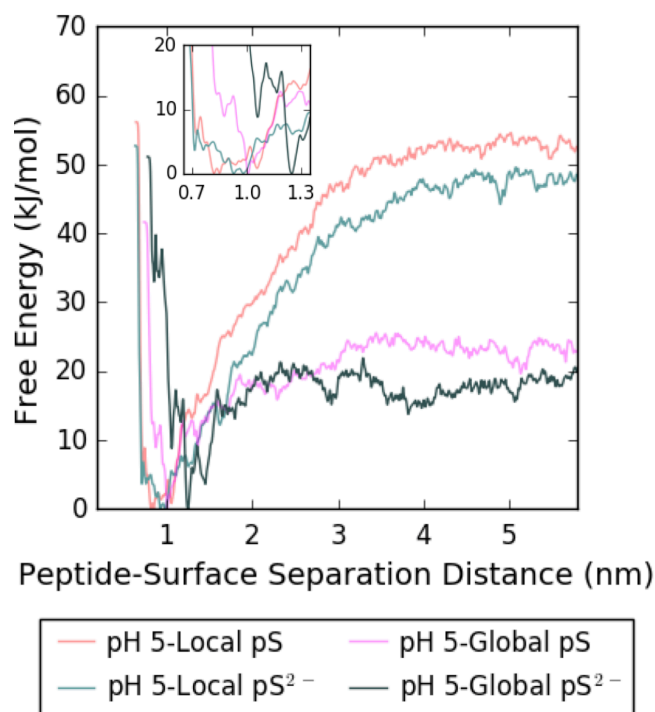 70
60
50
40
30
20
10
0
Free Energy (kJ/mol)
20
10
0
0.7 1.0 1.3
1 2 3 4 5
Peptide-Surface Separation Distance (nm)
pH 5-Local pS
pH 5-Global pS
pH 5-Local pS²⁻
pH 5-Global pS²⁻